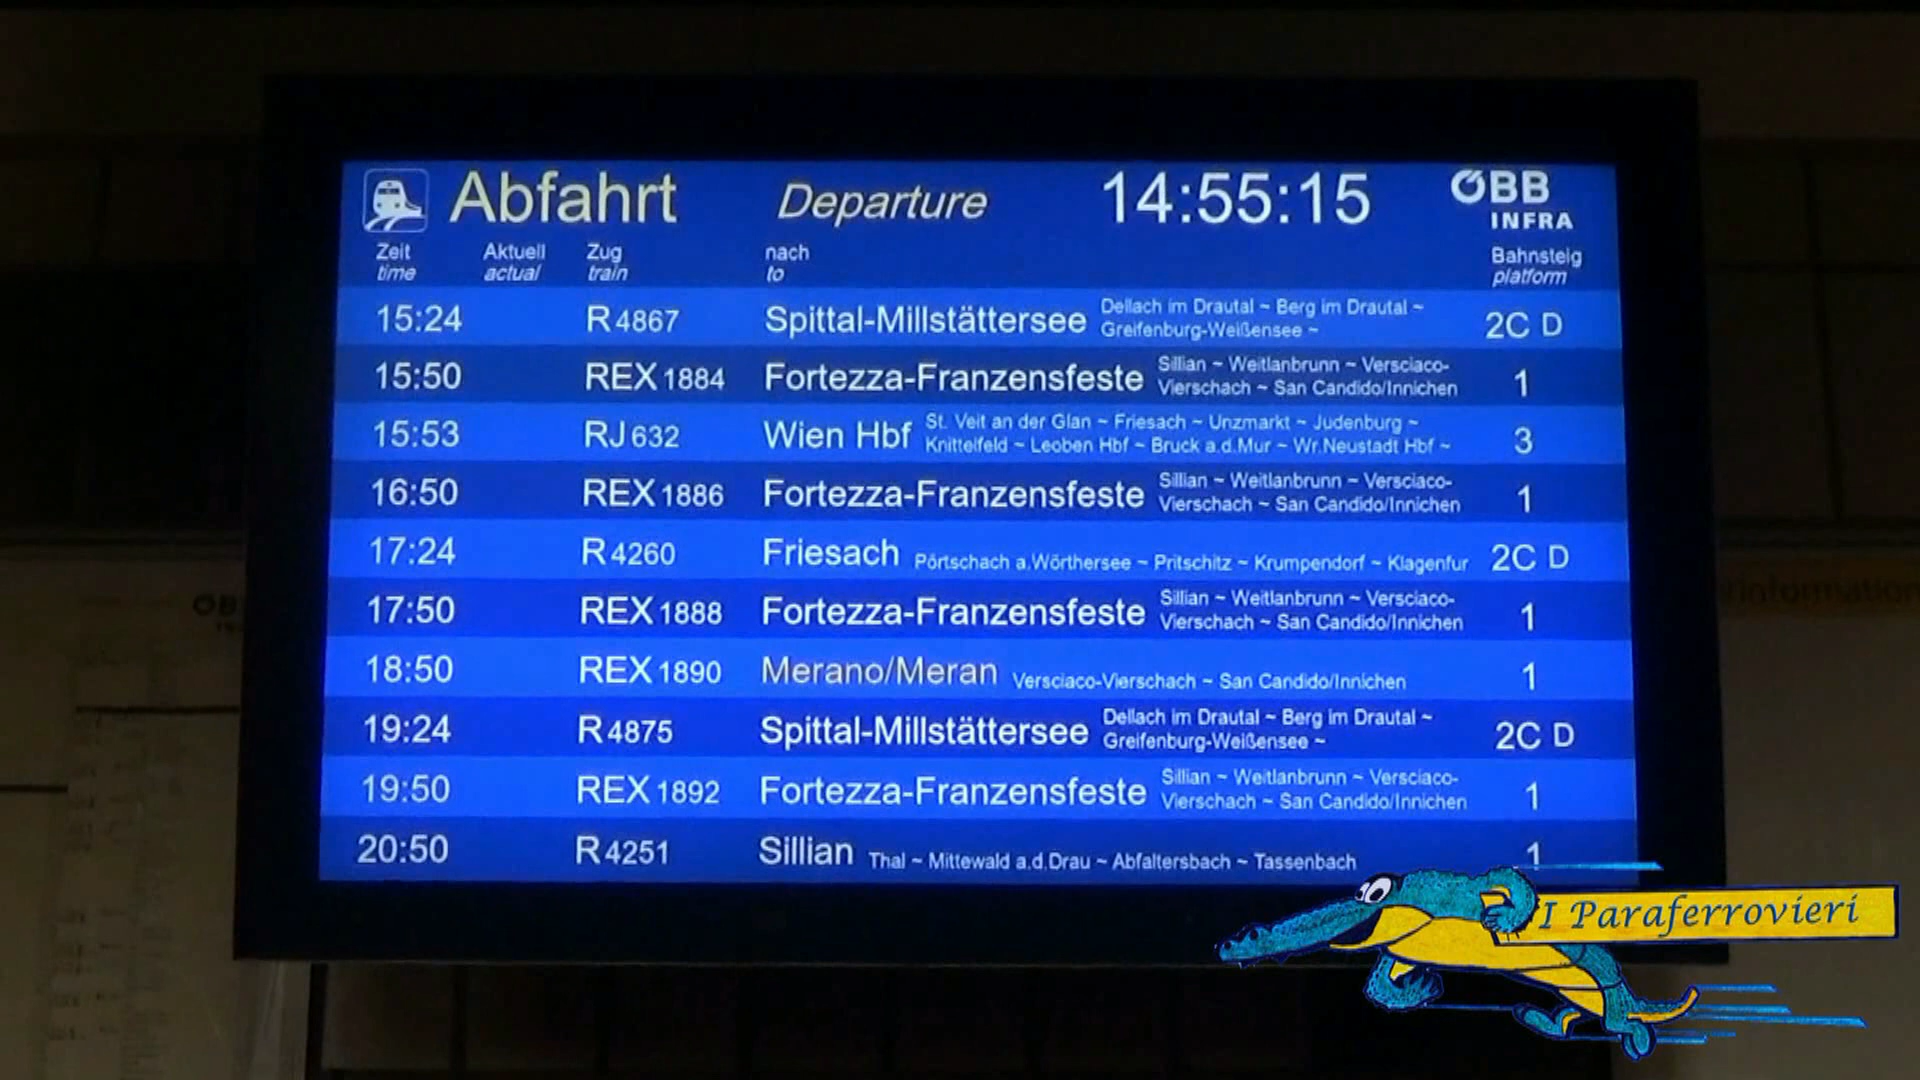 Abfahrt Departure 14:55:15 ÖBB
INFRA
Zeit Aktuell Zug nach Bahnsteig
time actual train to platform
15:24 R 4867 Spittal-Millstättersee Dellach im Drautal ~ Berg im Drautal ~ 2C D
Greifenburg-Weißensee ~
15:50 REX 1884 Fortezza-Franzensfeste Sillian ~ Weitlanbrunn ~ Versciaco- 1
Vierschach ~ San Candido/Innichen
15:53 RJ 632 Wien Hbf St. Veit an der Glan ~ Friesach ~ Unzmarkt ~ Judenburg ~ 3
Knittelfeld ~ Leoben Hbf ~ Bruck a.d.Mur ~ Wr.Neustadt Hbf ~
16:50 REX 1886 Fortezza-Franzensfeste Sillian ~ Weitlanbrunn ~ Versciaco- 1
Vierschach ~ San Candido/Innichen
17:24 R 4260 Friesach Pörtschach a.Wörthersee ~ Pritschitz ~ Krumpendorf ~ Klagenfur 2C D
17:50 REX 1888 Fortezza-Franzensfeste Sillian ~ Weitlanbrunn ~ Versciaco- 1
Vierschach ~ San Candido/Innichen
18:50 REX 1890 Merano/Meran Versciaco-Vierschach ~ San Candido/Innichen 1
19:24 R 4875 Spittal-Millstättersee Dellach im Drautal ~ Berg im Drautal ~ 2C D
Greifenburg-Weißensee ~
19:50 REX 1892 Fortezza-Franzensfeste Sillian ~ Weitlanbrunn ~ Versciaco- 1
Vierschach ~ San Candido/Innichen
20:50 R 4251 Sillian Thal ~ Mittewald a.d.Drau ~ Abfaltersbach ~ Tassenbach 1
I Paraferrovieri